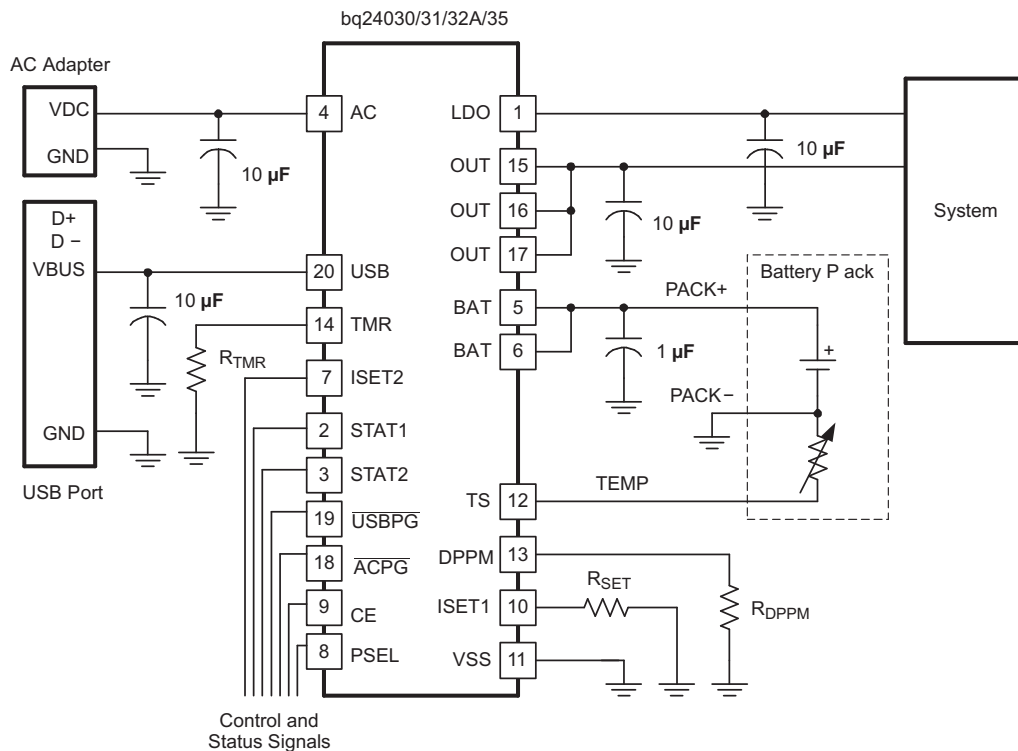 bq24030/31/32A/35
AC Adapter
VDC
GND
10 µF
4
AC
D+
D −
VBUS
GND
USB Port
10 µF
20
USB
14
TMR
RTMR
7
ISET2
2
STAT1
3
STAT2
19
USBPG
18
ACPG
9
CE
8
PSEL
Control and
Status Signals
LDO
1
10 µF
OUT
15
OUT
16
OUT
17
10 µF
System
BAT
5
BAT
6
1 µF
PACK+
Battery P ack
+
PACK−
TEMP
TS
12
DPPM
13
RDPPM
ISET1
10
RSET
VSS
11